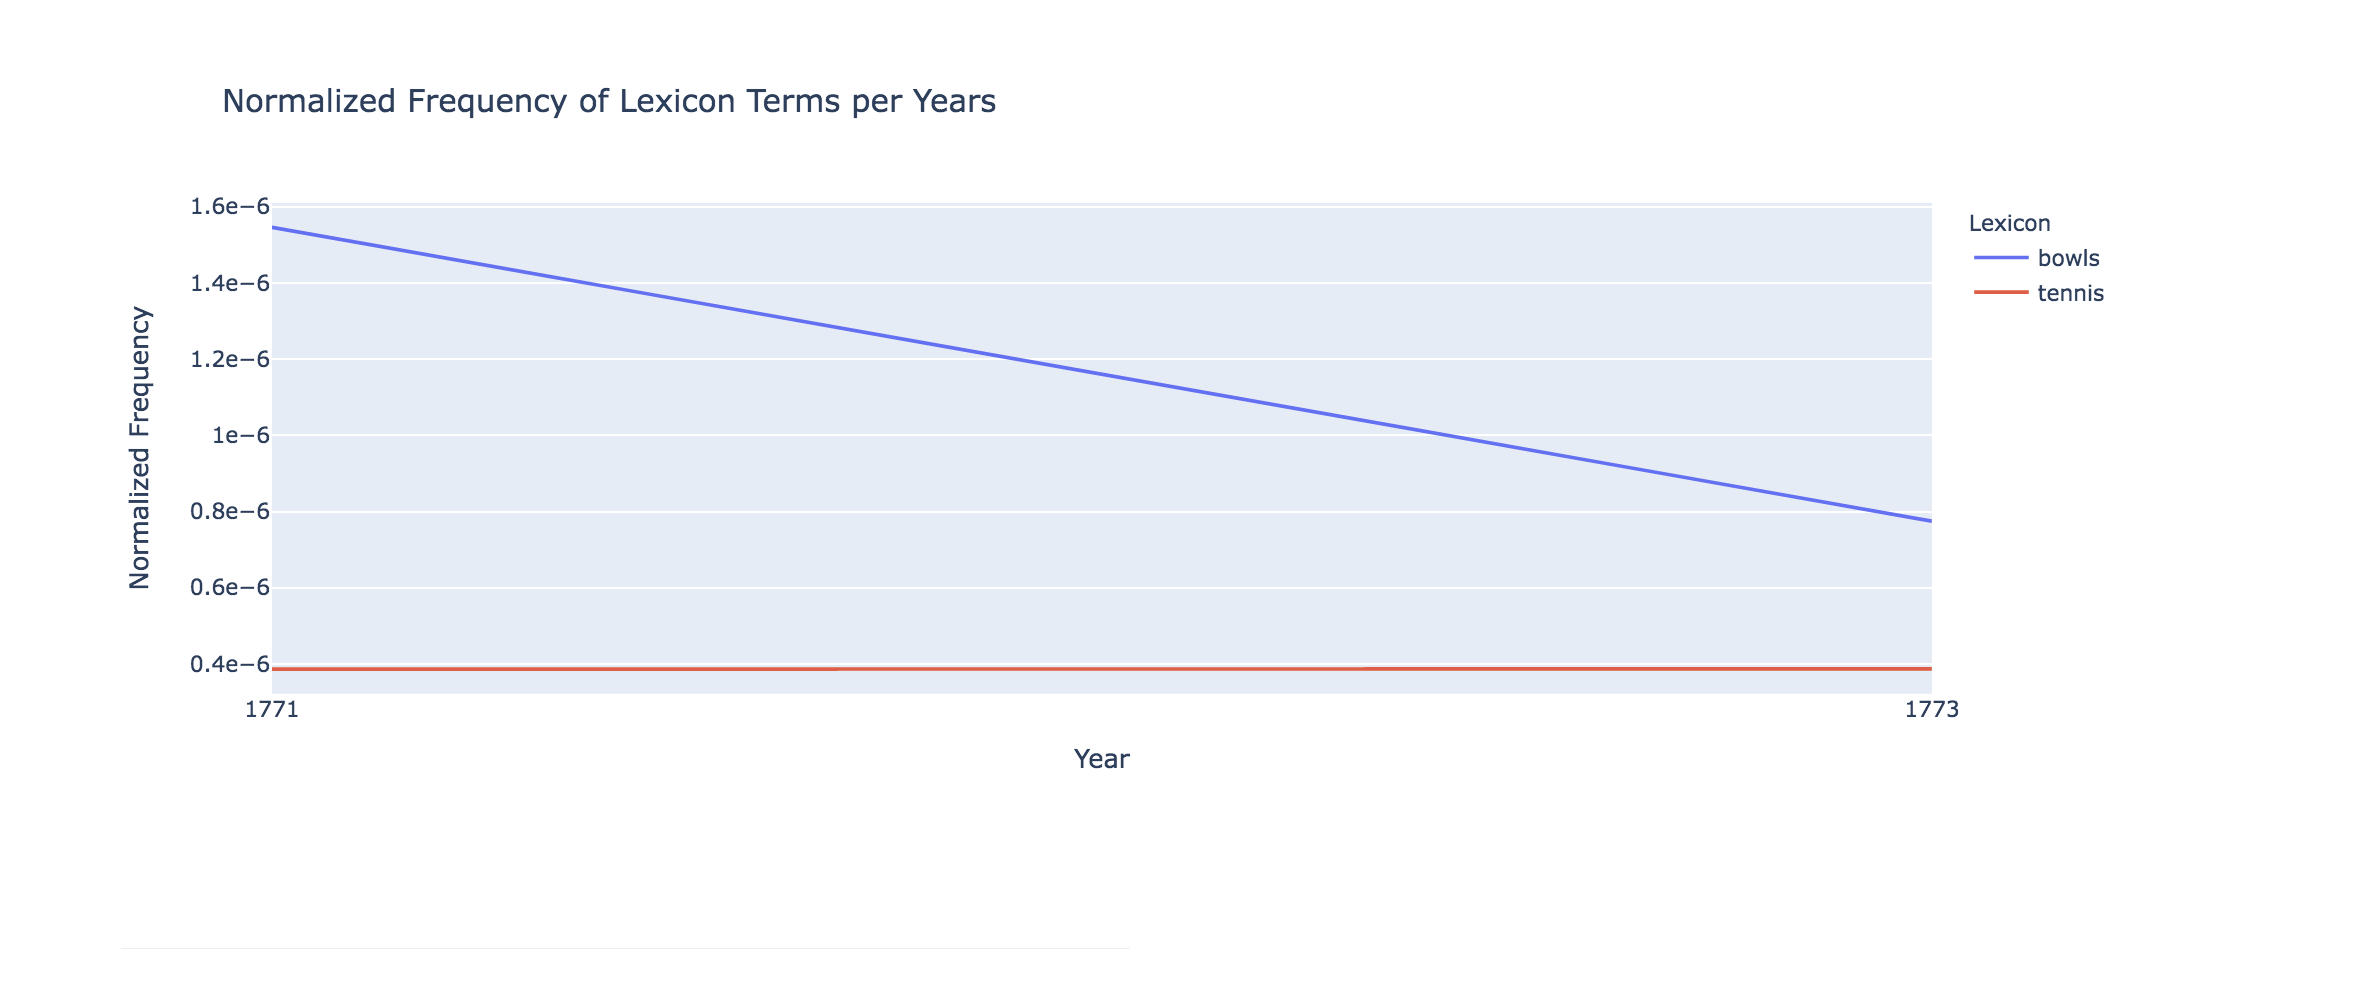 Normalized Frequency of Lexicon Terms per Years
Normalized Frequency
1.6e−6
1.4e−6
1.2e−6
1e−6
0.8e−6
0.6e−6
0.4e−6
1771
1773
Year
Lexicon
bowls
tennis